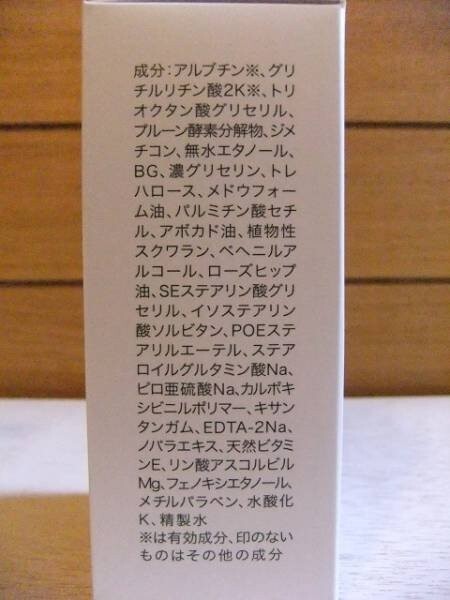 成分：アルブチン※、グリ
チルリチン酸2K※、トリ
オクタン酸グリセリル、
プルーン酵素分解物、ジメ
チコン、無水エタノール、
BG、濃グリセリン、トレ
ハロース、メドウフォー
ム油、パルミチン酸セチ
ル、アボカド油、植物性
スクワラン、ベヘニルア
ルコール、ローズヒップ
油、SEステアリン酸グリ
セリル、イソステアリン
酸ソルビタン、POEステ
アリルエーテル、ステア
ロイルグルタミン酸Na、
ピロ亜硫酸Na、カルボキ
シビニルポリマー、キサ
ンタンガム、EDTA-2Na、
ノバラエキス、天然ビタミ
ンE、リン酸アスコルビル
Mg、フェノキシエタノール、
メチルパラベン、水酸化
K、精製水
※は有効成分、印のない
ものはその他の成分